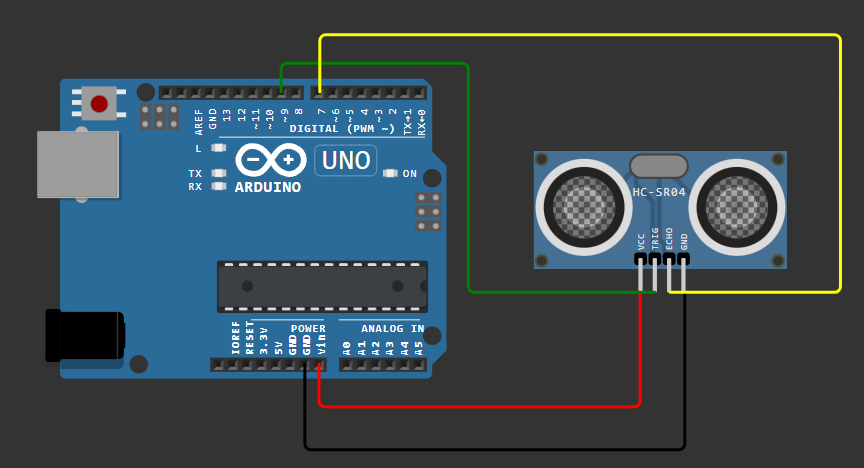 AREF
GND
13
12
~11
~10
~9
8
7
~6
~5
4
~3
2
TX→1
RX←0
DIGITAL (PWM ~)
L
UNO
TX
RX
ON
ARDUINO
HC-SR04
VCC
TRIG
ECHO
GND
POWER
ANALOG IN
IOREF
RESET
3.3V
5V
GND
GND
Vin
A0
A1
A2
A3
A4
A5